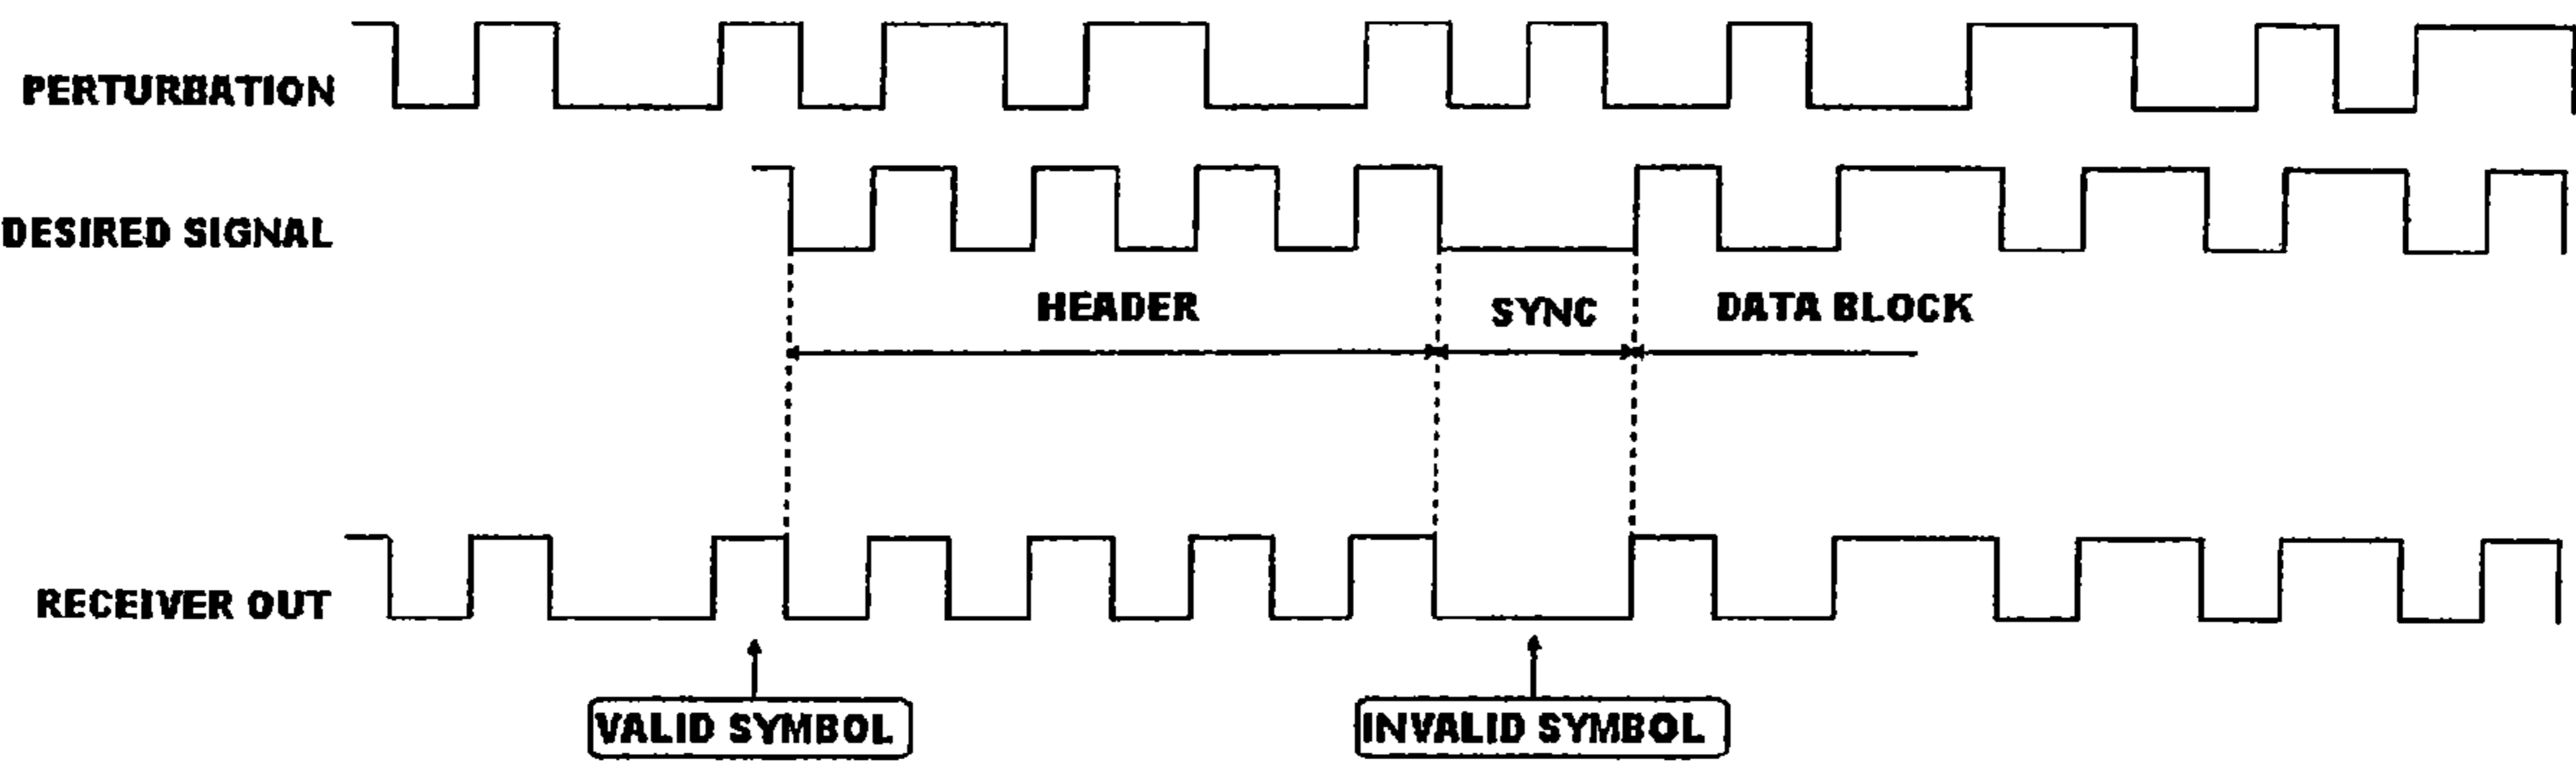 PERTURBATION
DESIRED SIGNAL
HEADER
SYNC
DATA BLOCK
RECEIVER OUT
VALID SYMBOL
INVALID SYMBOL